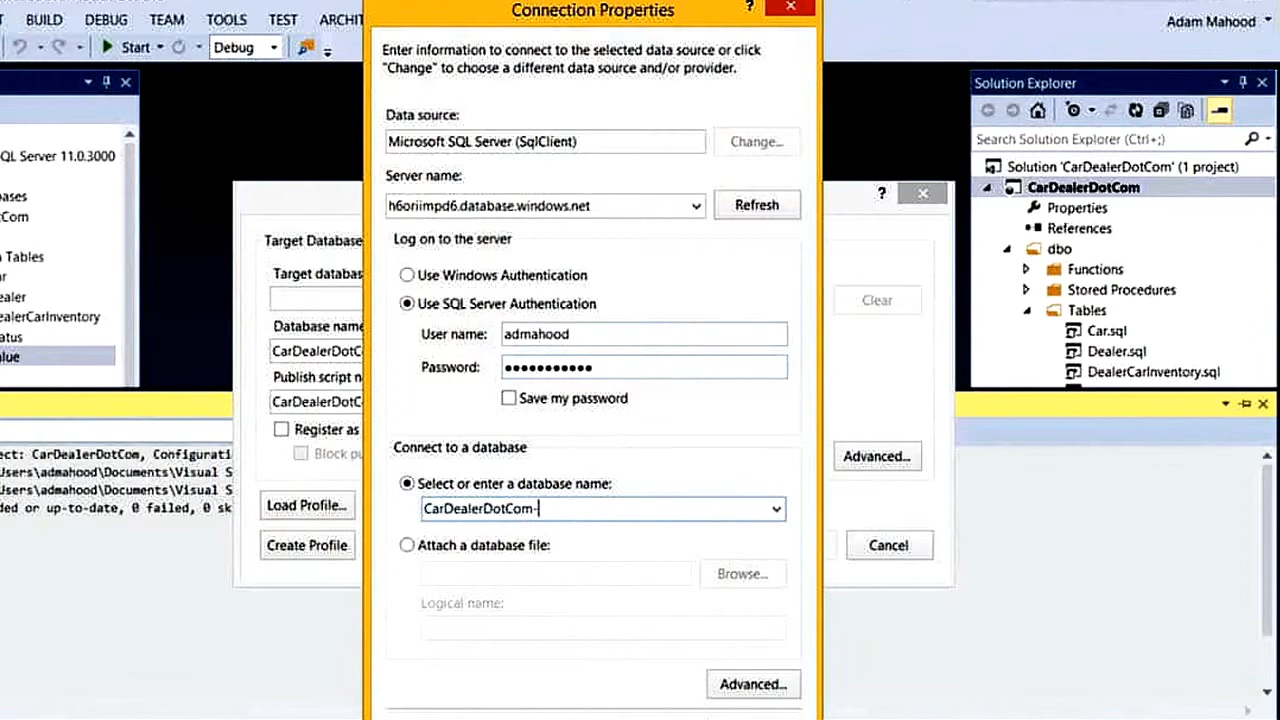 BUILD DEBUG TEAM TOOLS TEST ARCHI
Adam Mahood
Start Debug
Connection Properties
?
Enter information to connect to the selected data source or click
"Change" to choose a different data source and/or provider.
Data source:
Microsoft SQL Server (SqlClient)
Change...
Server name:
h6oriimpd6.database.windows.net
Refresh
Log on to the server
Use Windows Authentication
Use SQL Server Authentication
User name: admahood
Password: ●●●●●●●●●●●
Save my password
Connect to a database
Select or enter a database name:
CarDealerDotCom-
Attach a database file:
Browse...
Logical name:
Advanced...
QL Server 11.0.3000
bases
otCom
Tables
ar
ealer
ealerCarInventory
atus
alue
?
Target Database
Target databas
Clear
Database name
CarDealerDotC
Publish script n
CarDealerDotC
Register as
Block pu
Advanced...
Load Profile...
Create Profile
Cancel
ect: CarDealerDotCom, Configurati
sers\admahood\Documents\Visual S
sers\admahood\Documents\Visual S
ded or up-to-date, 0 failed, 0 sk
Solution Explorer
Search Solution Explorer (Ctrl+;)
Solution 'CarDealerDotCom' (1 project)
CarDealerDotCom
Properties
References
dbo
Functions
Stored Procedures
Tables
Car.sql
Dealer.sql
DealerCarInventory.sql